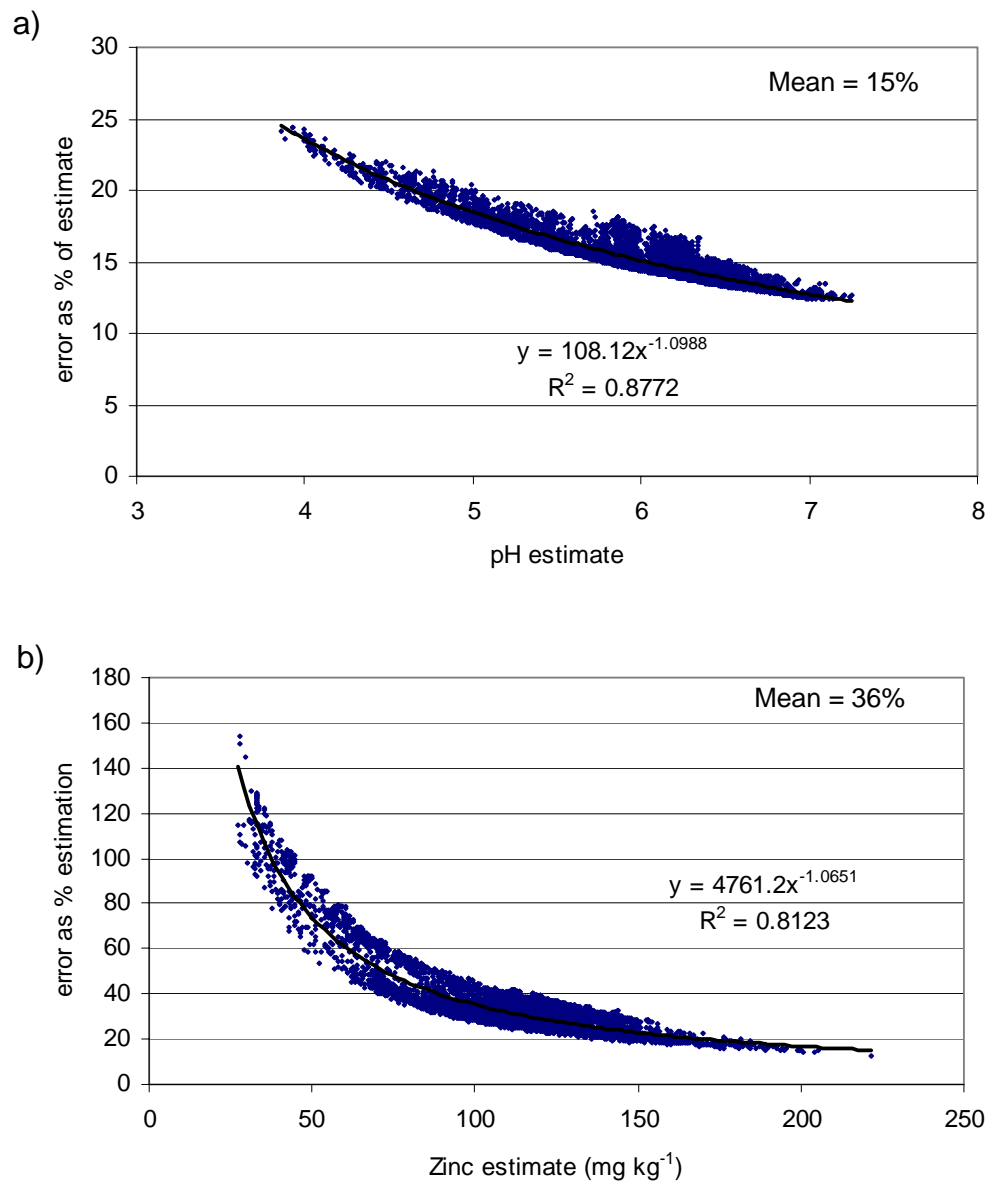 a)
30
25
20
15
10
5
0
error as % of estimate
Mean = 15%
y = 108.12x^-1.0988
R^2 = 0.8772
3 4 5 6 7 8
pH estimate
b)
180
160
140
120
100
80
60
40
20
0
error as % estimation
Mean = 36%
y = 4761.2x^-1.0651
R^2 = 0.8123
0 50 100 150 200 250
Zinc estimate (mg kg^-1)